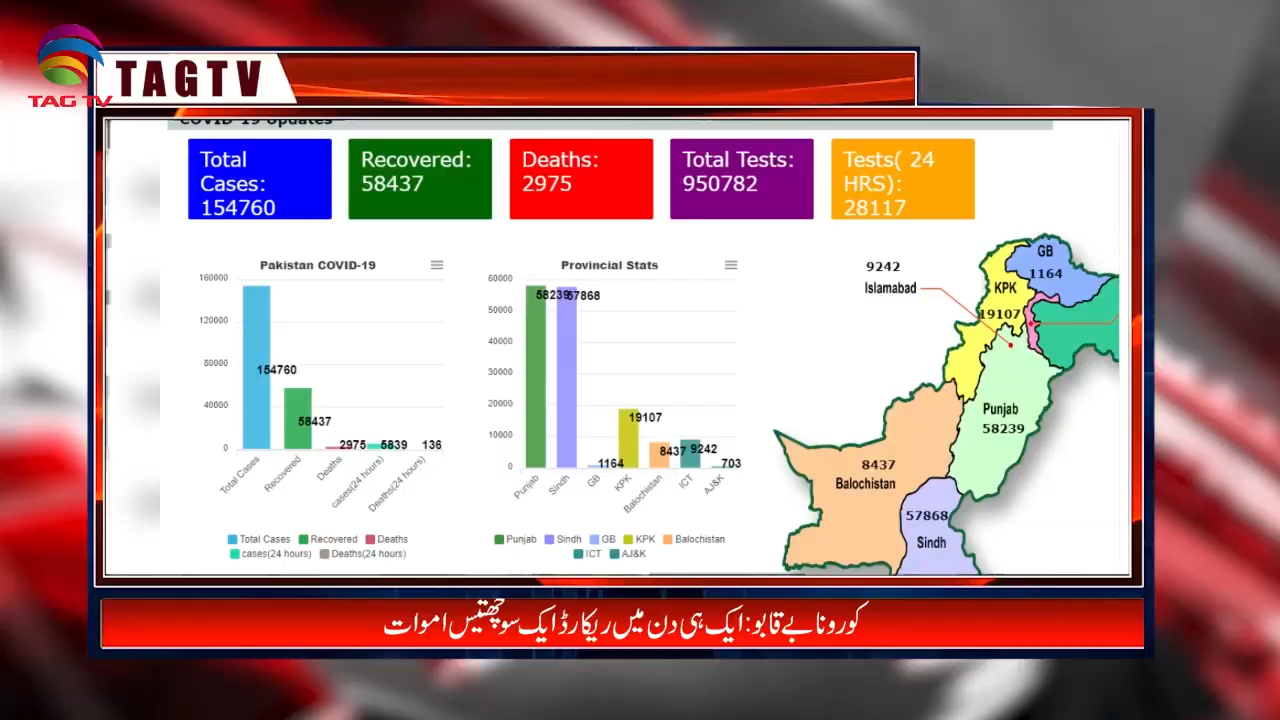 TAG TV
TAGTV
COVID-19 Updates
Total Cases: 154760
Recovered: 58437
Deaths: 2975
Total Tests: 950782
Tests( 24 HRS): 28117
Pakistan COVID-19
160000
120000
80000
40000
0
154760
58437
2975
5839
136
Total Cases
Recovered
Deaths
cases(24 hours)
Deaths(24 hours)
Total Cases Recovered Deaths
cases(24 hours) Deaths(24 hours)
Provincial Stats
60000
50000
40000
30000
20000
10000
0
58239
57868
1164
19107
8437
9242
703
Punjab
Sindh
GB
KPK
Balochistan
ICT
AJ&K
Punjab Sindh GB KPK Balochistan
ICT AJ&K
9242
Islamabad
GB
1164
KPK
19107
Punjab
58239
8437
Balochistan
57868
Sindh
کورونا بے قابو: ایک ہی دن میں ریکارڈ ایک سو چھتیس اموات